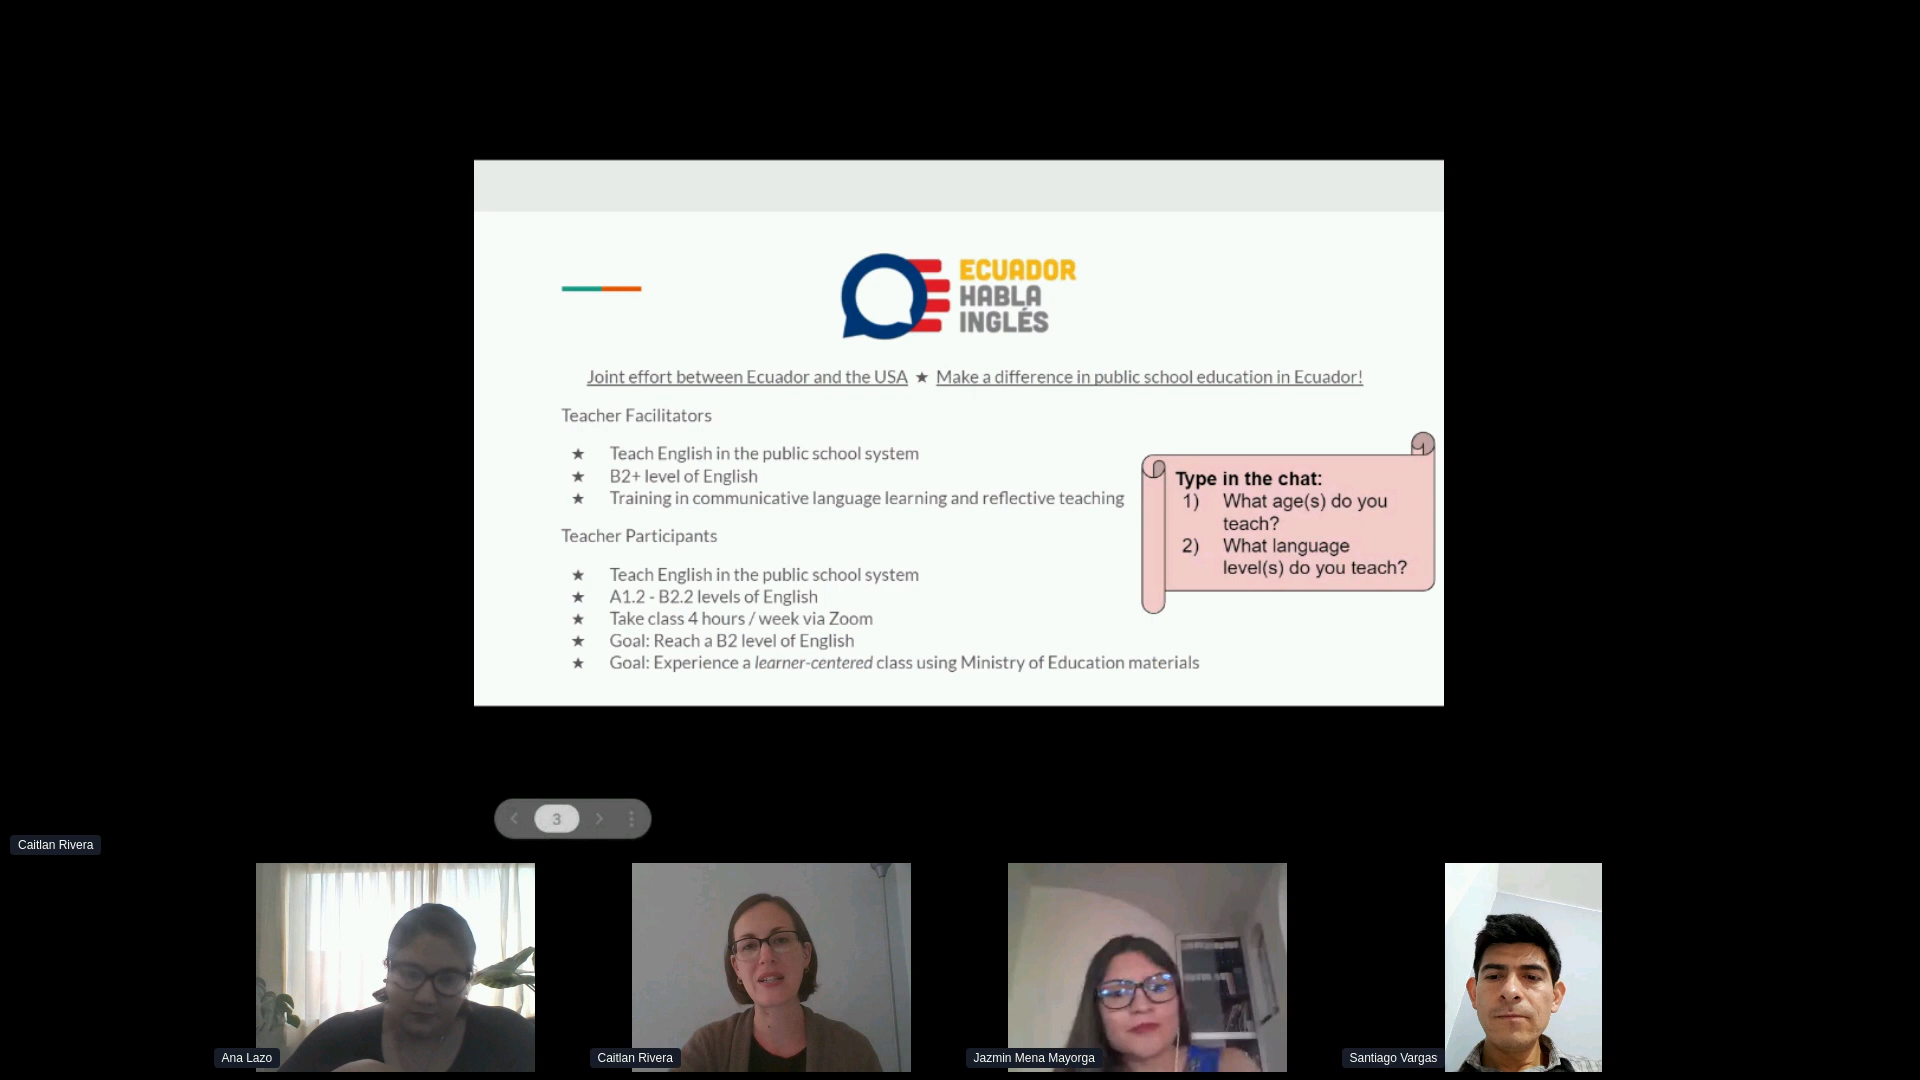 ECUADOR
HABLA
INGLÉS
Joint effort between Ecuador and the USA ★ Make a difference in public school education in Ecuador!
Teacher Facilitators
★ Teach English in the public school system
★ B2+ level of English
★ Training in communicative language learning and reflective teaching
Teacher Participants
★ Teach English in the public school system
★ A1.2 - B2.2 levels of English
★ Take class 4 hours / week via Zoom
★ Goal: Reach a B2 level of English
★ Goal: Experience a learner-centered class using Ministry of Education materials
Type in the chat:
1) What age(s) do you
teach?
2) What language
level(s) do you teach?
3
Caitlan Rivera
Ana Lazo
Caitlan Rivera
Jazmin Mena Mayorga
Santiago Vargas